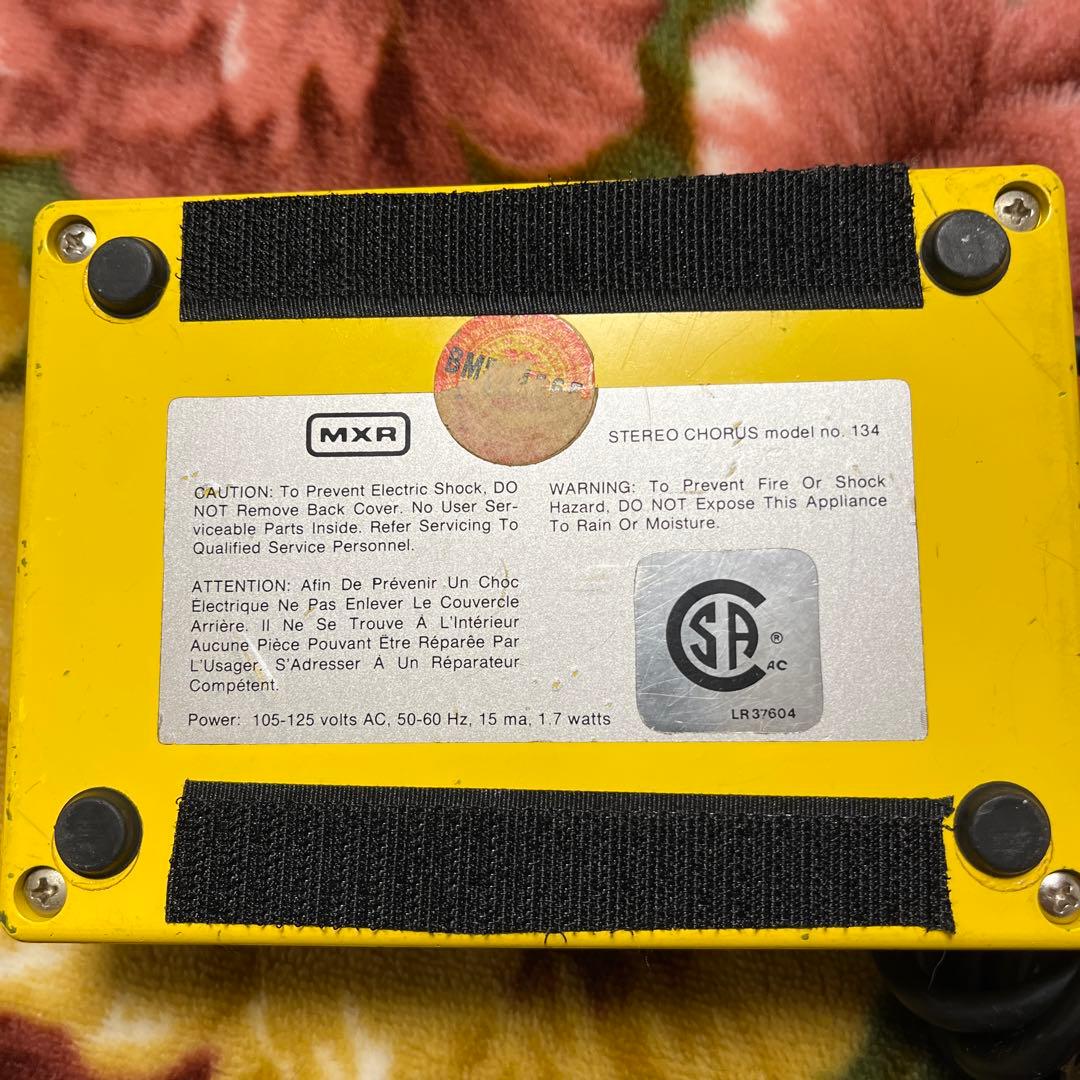 MXR
STEREO CHORUS model no. 134
CAUTION: To Prevent Electric Shock, DO
NOT Remove Back Cover. No User Ser-
viceable Parts Inside. Refer Servicing To
Qualified Service Personnel.
WARNING: To Prevent Fire Or Shock
Hazard, DO NOT Expose This Appliance
To Rain Or Moisture.
ATTENTION: Afin De Prévenir Un Choc
Électrique Ne Pas Enlever Le Couvercle
Arrière. Il Ne Se Trouve À L'Intérieur
Aucune Pièce Pouvant Être Réparée Par
L'Usager. S'Adresser À Un Réparateur
Compétent.
Power: 105-125 volts AC, 50-60 Hz, 15 ma, 1.7 watts
CSA ® AC
LR 37604